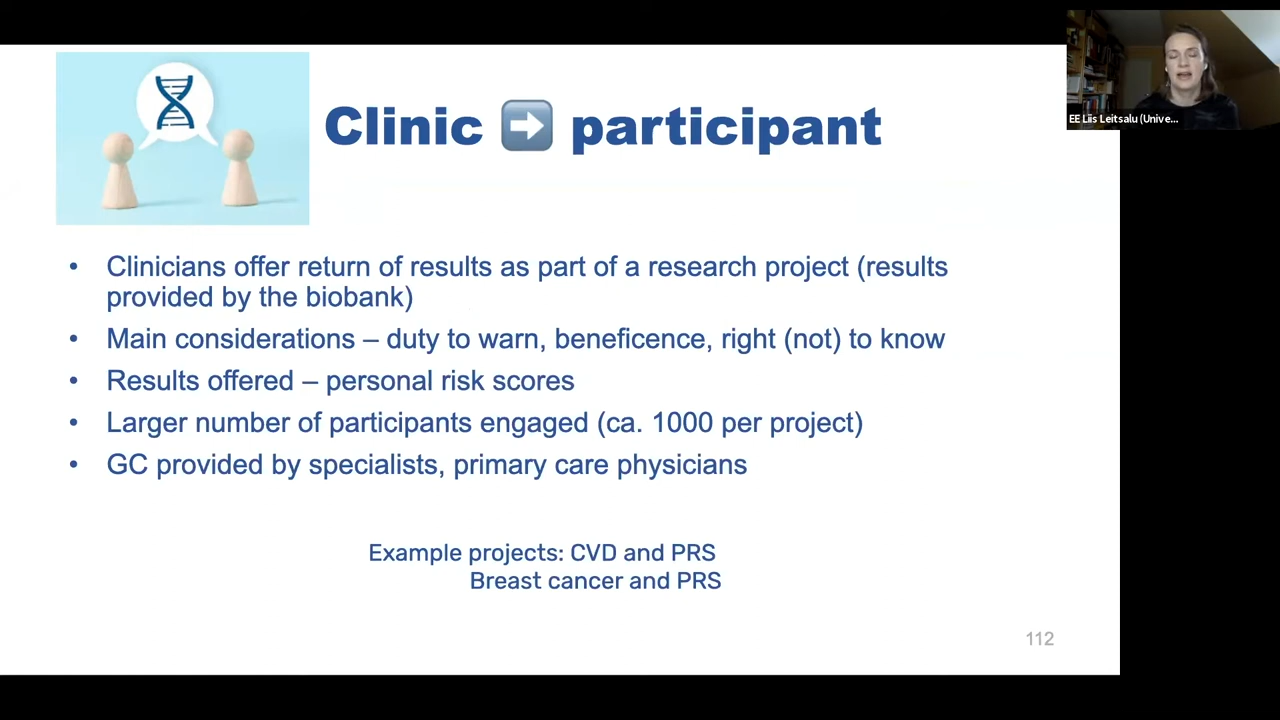 Clinic ➡️ participant
EE Liis Leitsalu (Unive...
• Clinicians offer return of results as part of a research project (results
provided by the biobank)
• Main considerations – duty to warn, beneficence, right (not) to know
• Results offered – personal risk scores
• Larger number of participants engaged (ca. 1000 per project)
• GC provided by specialists, primary care physicians
Example projects: CVD and PRS
Breast cancer and PRS
112